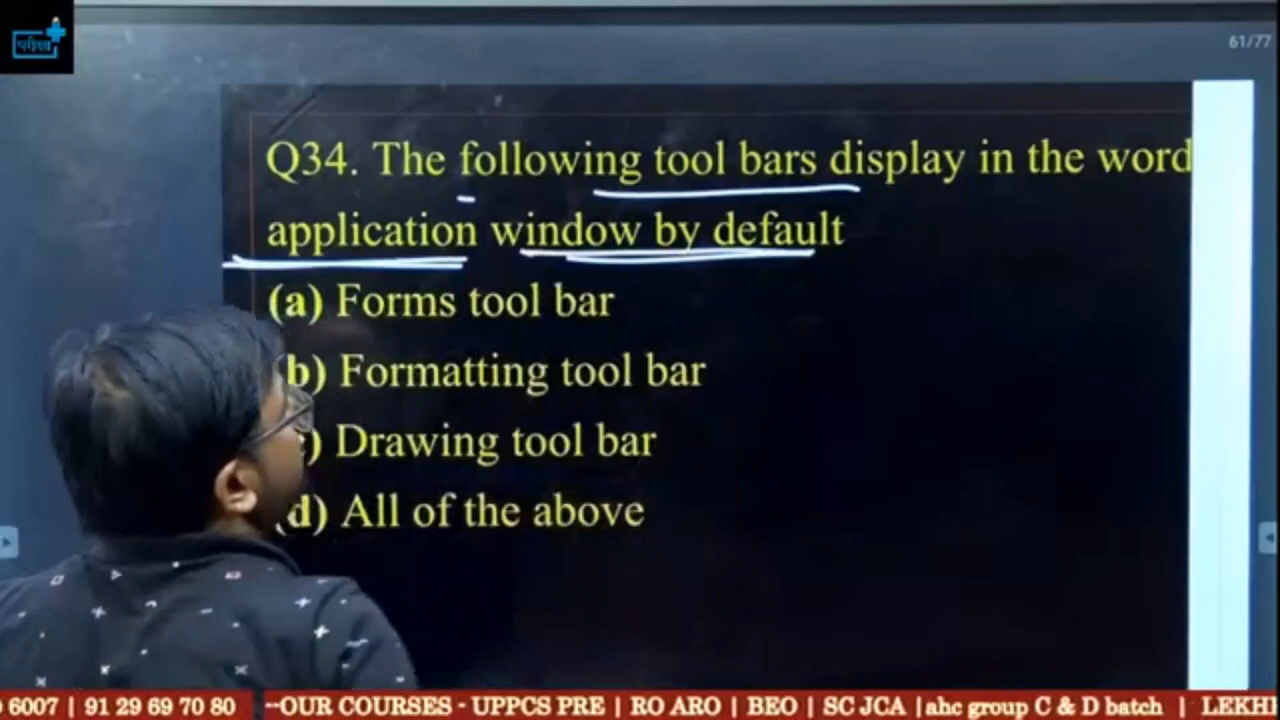 परीक्षा
61/77
Q34. The following tool bars display in the word
application window by default
(a) Forms tool bar
b) Formatting tool bar
) Drawing tool bar
(d) All of the above
6007 | 91 29 69 70 80 --OUR COURSES - UPPCS PRE | RO ARO | BEO | SC JCA |ahc group C & D batch | LEKH